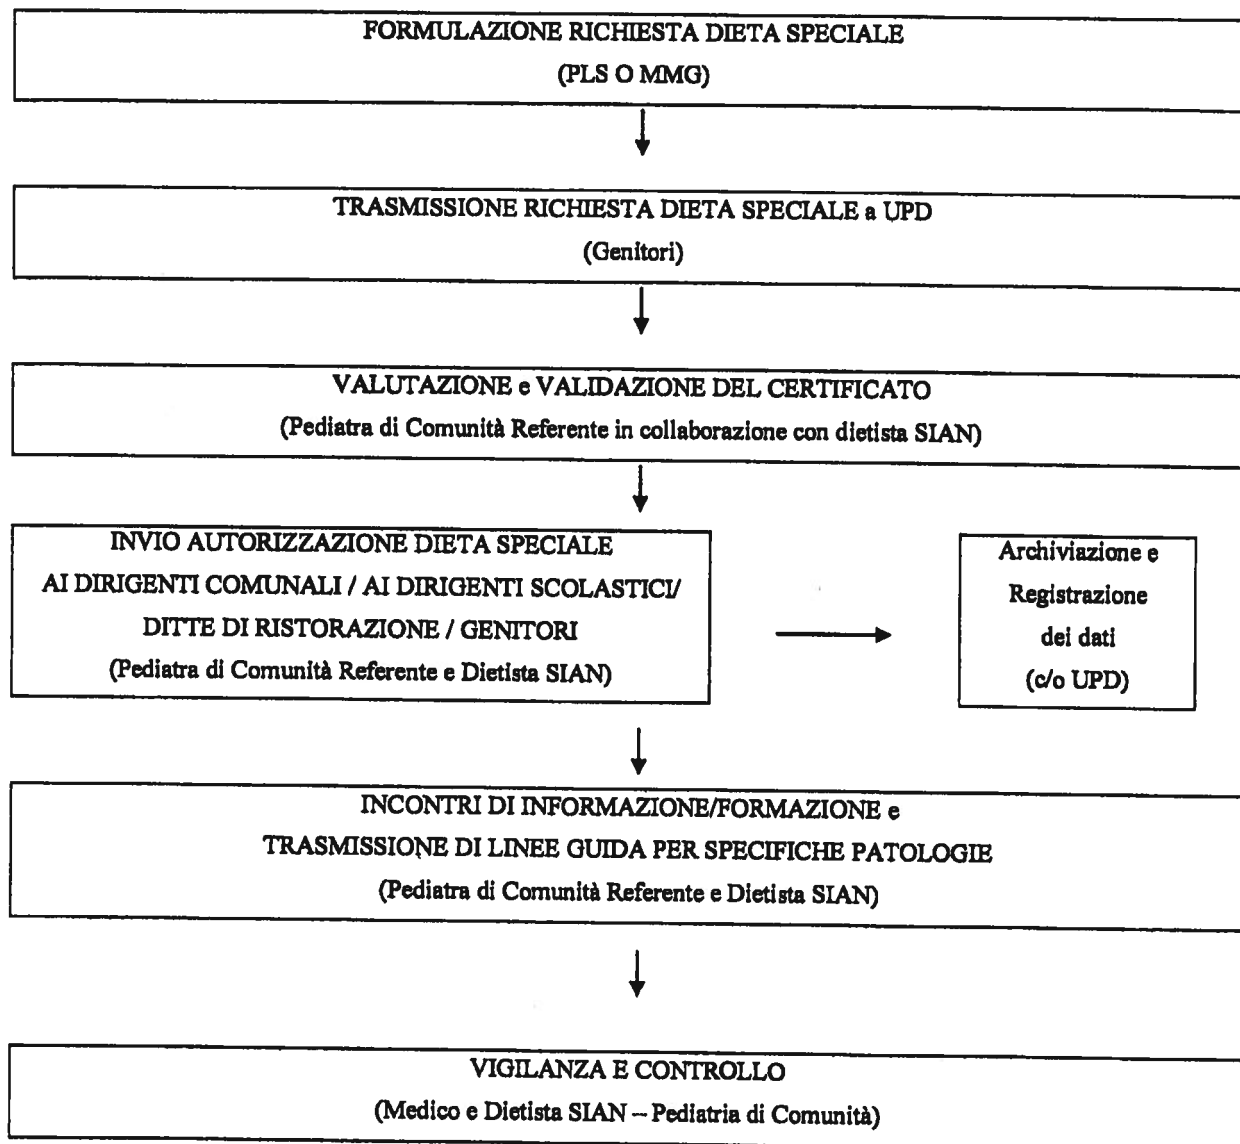 FORMULAZIONE RICHIESTA DIETA SPECIALE
(PLS O MMG)
TRASMISSIONE RICHIESTA DIETA SPECIALE a UPD
(Genitori)
VALUTAZIONE e VALIDAZIONE DEL CERTIFICATO
(Pediatra di Comunità Referente in collaborazione con dietista SIAN)
INVIO AUTORIZZAZIONE DIETA SPECIALE
AI DIRIGENTI COMUNALI / AI DIRIGENTI SCOLASTICI/
DITTE DI RISTORAZIONE / GENITORI
(Pediatra di Comunità Referente e Dietista SIAN)
Archiviazione e
Registrazione
dei dati
(c/o UPD)
INCONTRI DI INFORMAZIONE/FORMAZIONE e
TRASMISSIONE DI LINEE GUIDA PER SPECIFICHE PATOLOGIE
(Pediatra di Comunità Referente e Dietista SIAN)
VIGILANZA E CONTROLLO
(Medico e Dietista SIAN – Pediatria di Comunità)